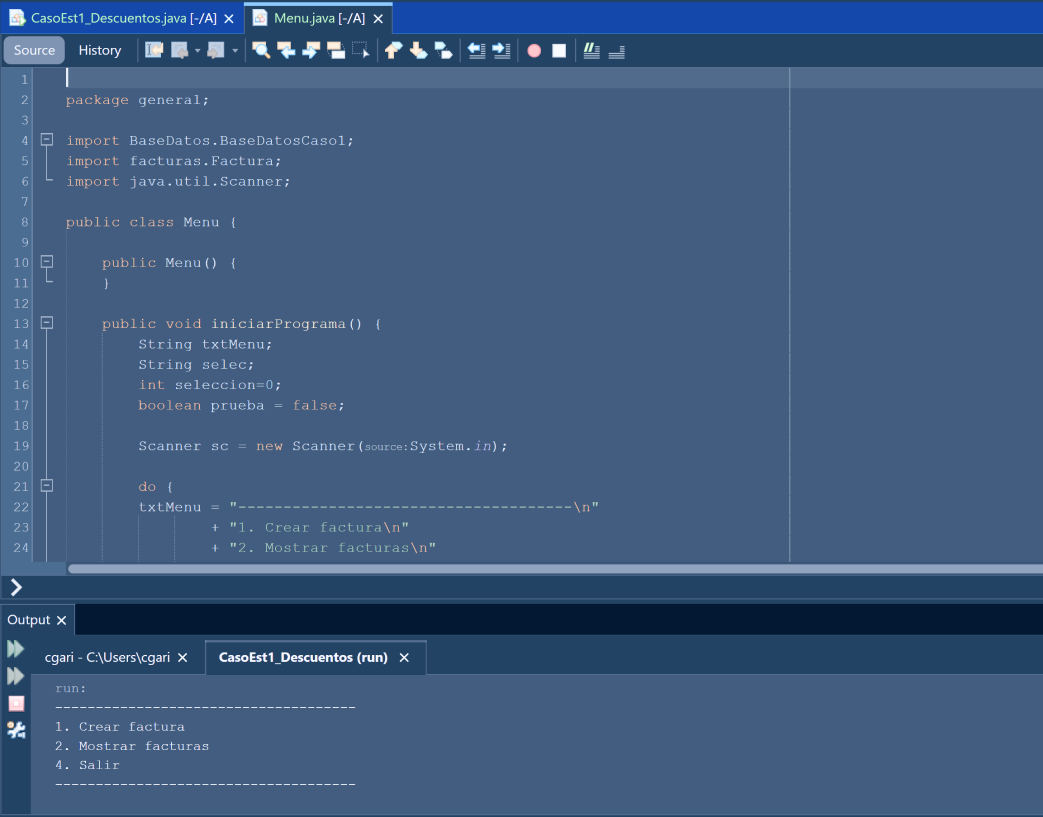 CasoEst1_Descuentos.java [-/A] Menu.java [-/A]
Source History
1
2 package general;
3
4 import BaseDatos.BaseDatosCaso1;
5 import facturas.Factura;
6 import java.util.Scanner;
7
8 public class Menu {
9
10 public Menu() {
11 }
12
13 public void iniciarPrograma() {
14 String txtMenu;
15 String selec;
16 int seleccion=0;
17 boolean prueba = false;
18
19 Scanner sc = new Scanner(source:System.in);
20
21 do {
22 txtMenu = "-------------------------------------\n"
23 + "1. Crear factura\n"
24 + "2. Mostrar facturas\n"
Output
cgari - C:\Users\cgari CasoEst1_Descuentos (run)
run:
-------------------------------------
1. Crear factura
2. Mostrar facturas
4. Salir
-------------------------------------